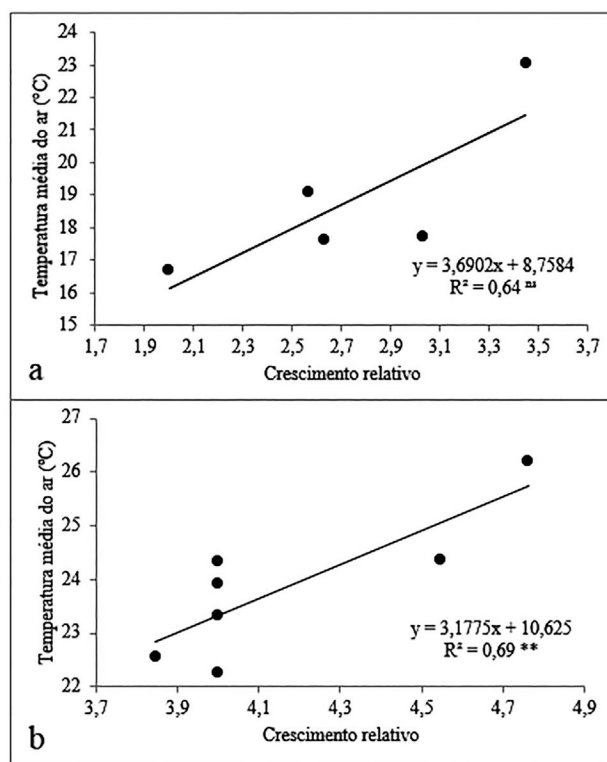 Temperatura média do ar (°C)
23
22
21
20
19
18
17
16
15
y = 3,6902x + 8,7584
R² = 0,64 ns
1,7 1,9 2,1 2,3 2,5 2,7 2,9 3,1 3,3 3,5 3,7
Crescimento relativo
a
Temperatura média do ar (°C)
27
26
25
24
23
22
y = 3,1775x + 10,625
R² = 0,69 **
3,7 3,9 4,1 4,3 4,5 4,7 4,9
Crescimento relativo
b